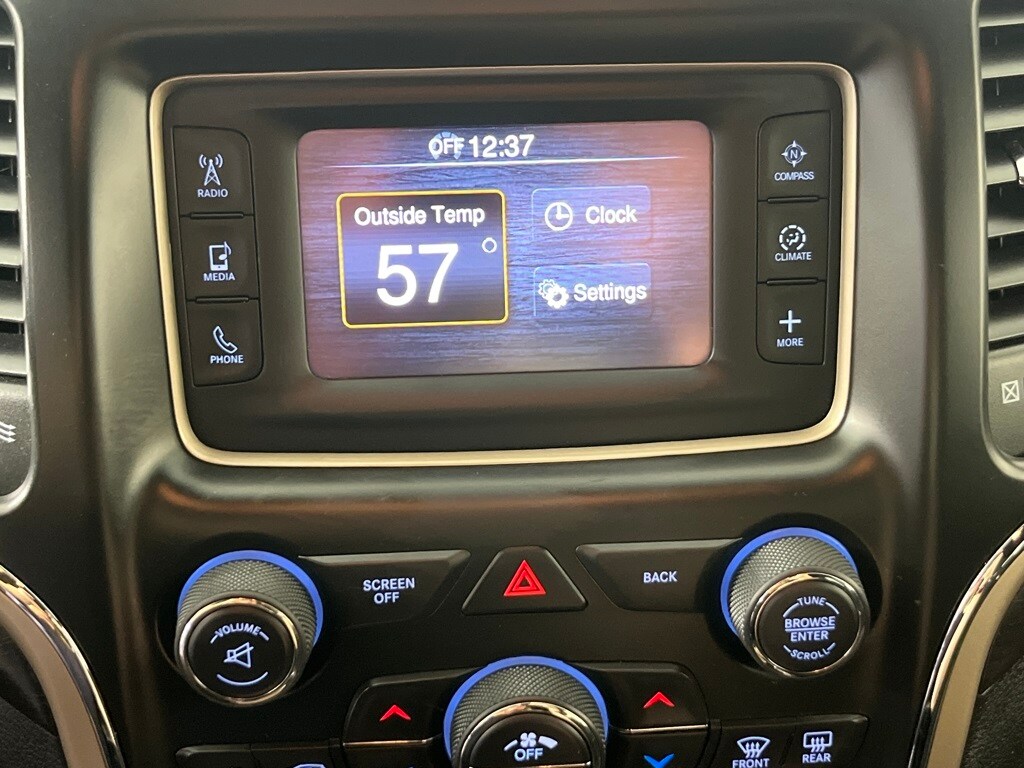 OFF 12:37
RADIO
MEDIA
PHONE
Outside Temp
57°
Clock
Settings
N
COMPASS
CLIMATE
MORE
VOLUME
SCREEN
OFF
BACK
TUNE
BROWSE
ENTER
SCROLL
OFF
FRONT
REAR